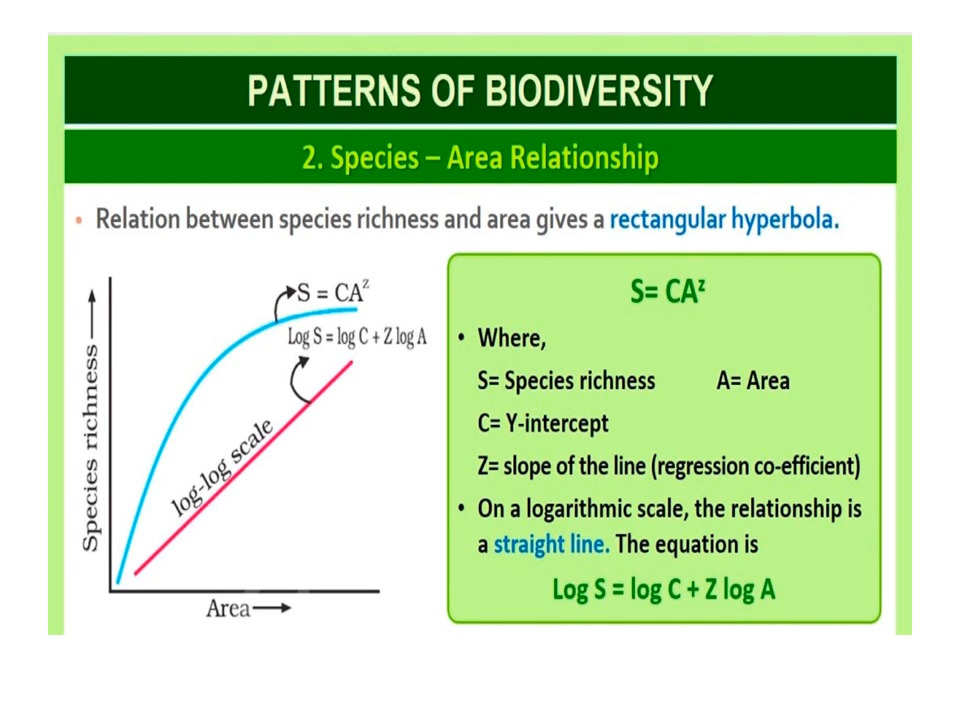 PATTERNS OF BIODIVERSITY
2. Species – Area Relationship
• Relation between species richness and area gives a rectangular hyperbola.
Species richness
S = CA^Z
Log S = log C + Z log A
log-log scale
Area
S= CA^z
• Where,
S= Species richness A= Area
C= Y-intercept
Z= slope of the line (regression co-efficient)
• On a logarithmic scale, the relationship is
a straight line. The equation is
Log S = log C + Z log A